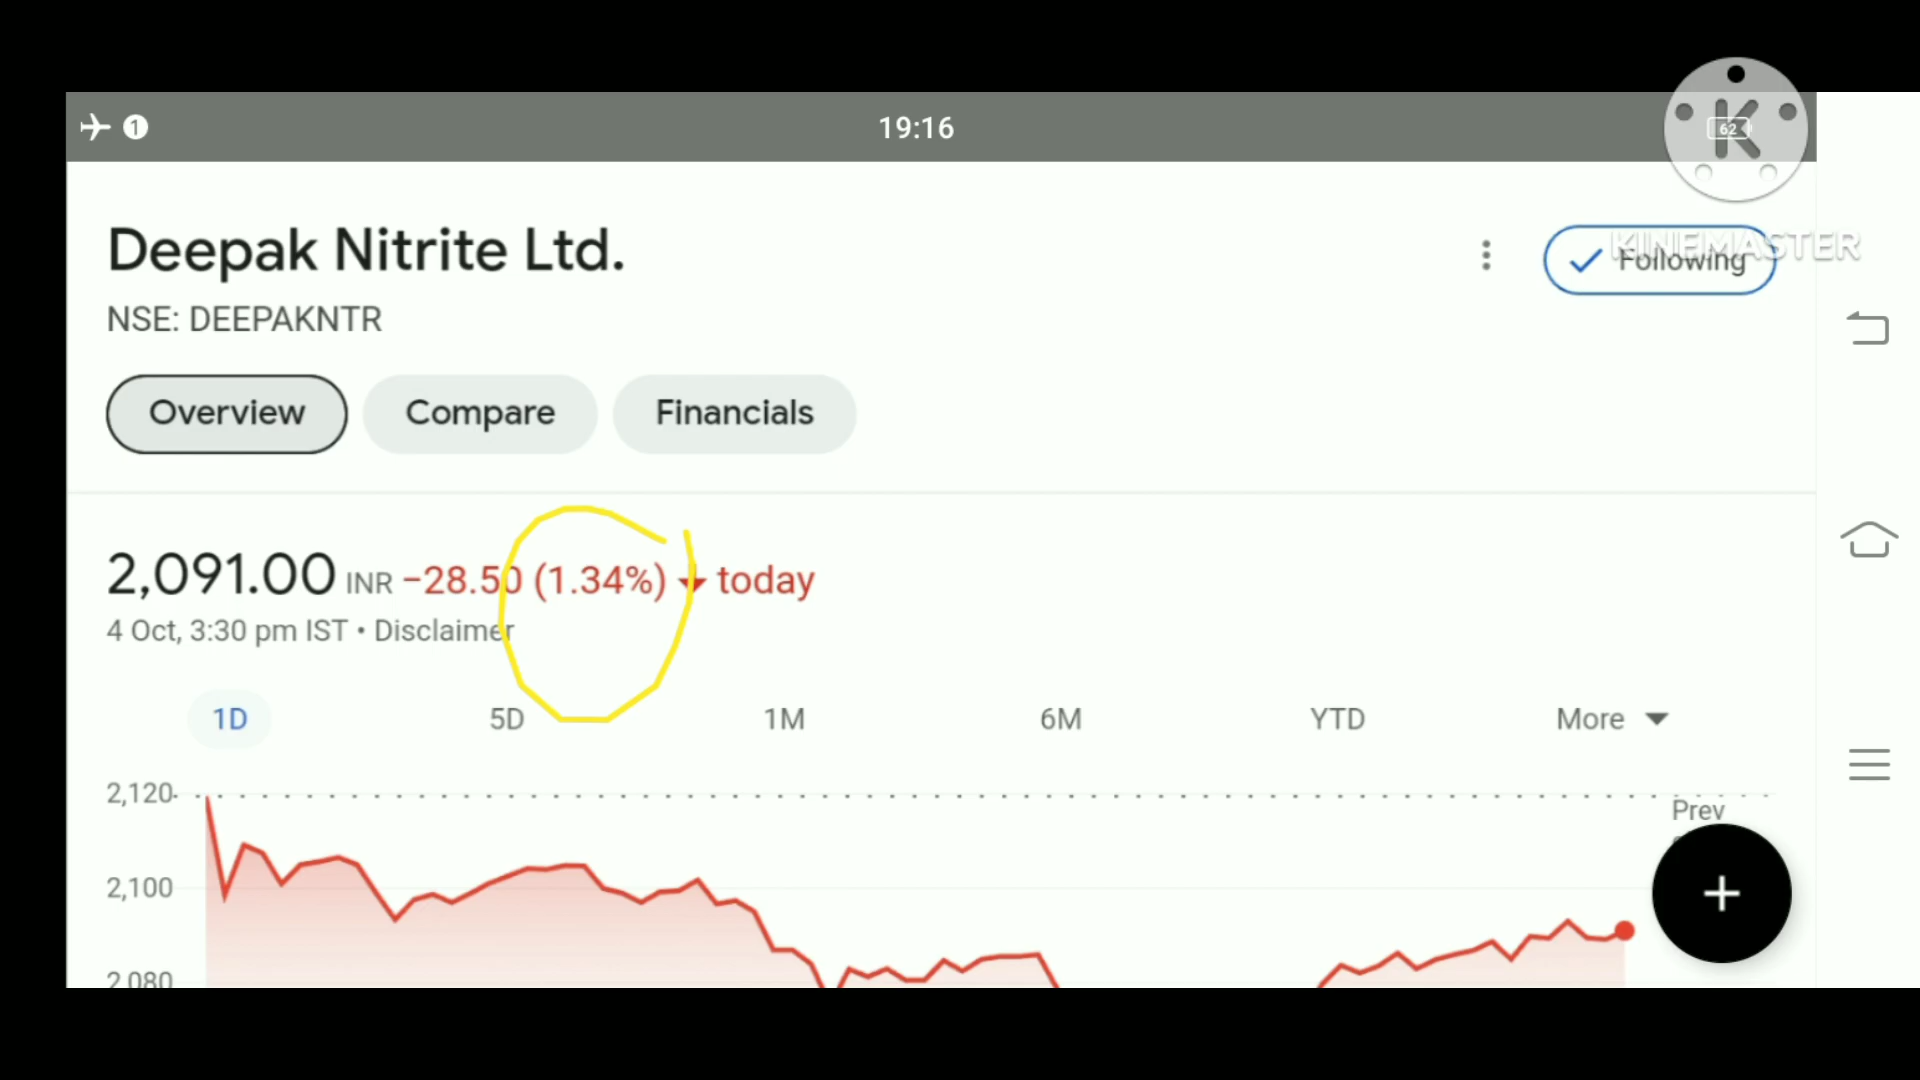 1 19:16 62
K
KINEMASTER
Deepak Nitrite Ltd.
Following
NSE: DEEPAKNTR
Overview Compare Financials
2,091.00 INR −28.50 (1.34%) today
4 Oct, 3:30 pm IST • Disclaimer
1D 5D 1M 6M YTD More
2,120
Prev
2,100
+
2,080